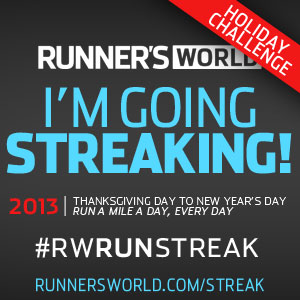 HOLIDAY
CHALLENGE
RUNNER'S WORLD
I'M GOING
STREAKING!
2013 | THANKSGIVING DAY TO NEW YEAR'S DAY
RUN A MILE A DAY, EVERY DAY
#RWRUNSTREAK
RUNNERSWORLD.COM/STREAK